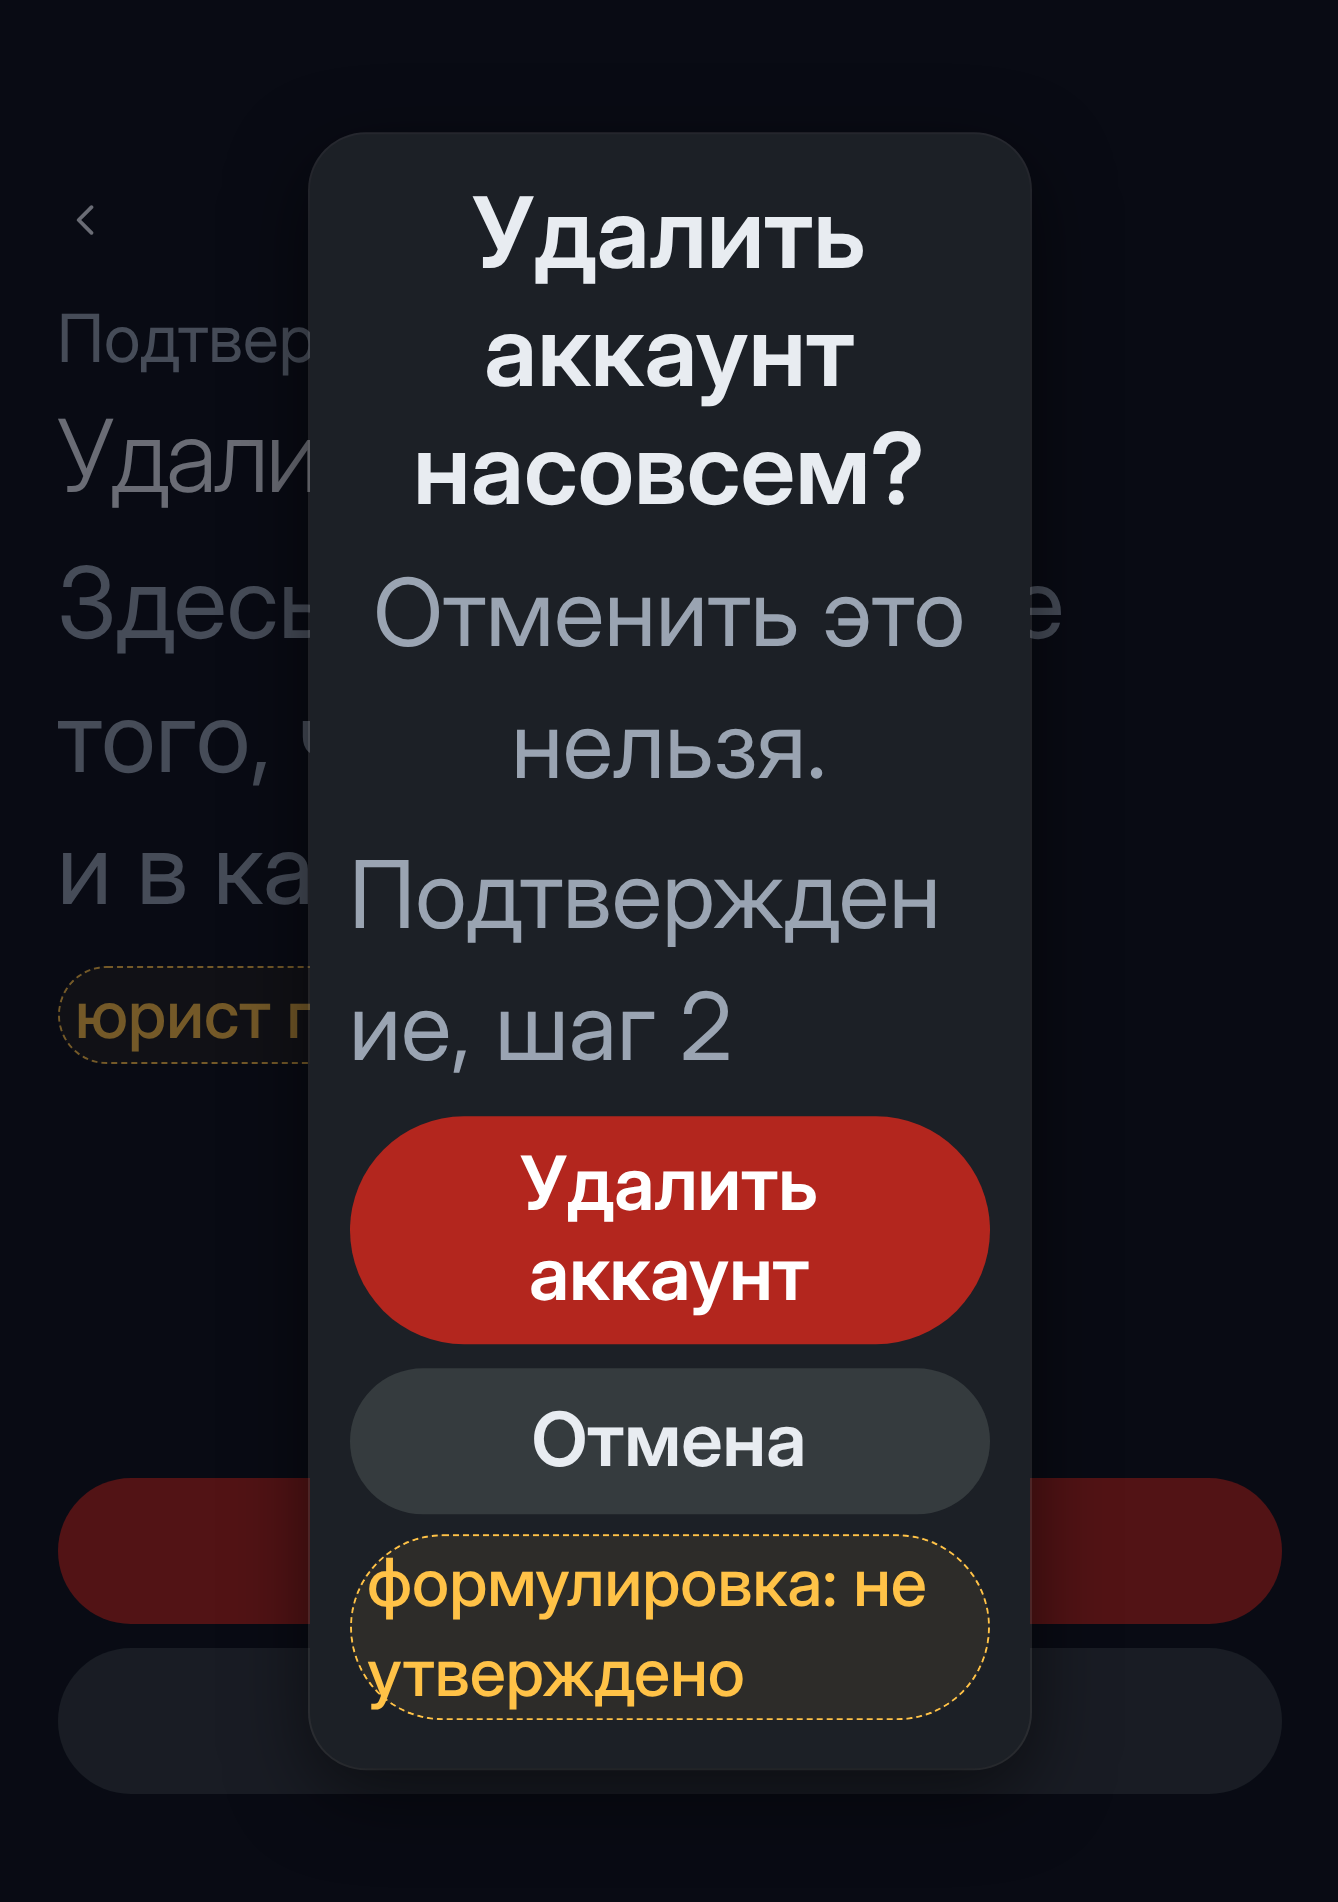 Подтвер
Удали
Здесь е
того,
и в ка
юрист
Удалить
аккаунт
насовсем?
Отменить это
нельзя.
Подтвержден
ие, шаг 2
Удалить
аккаунт
Отмена
формулировка: не
утверждено